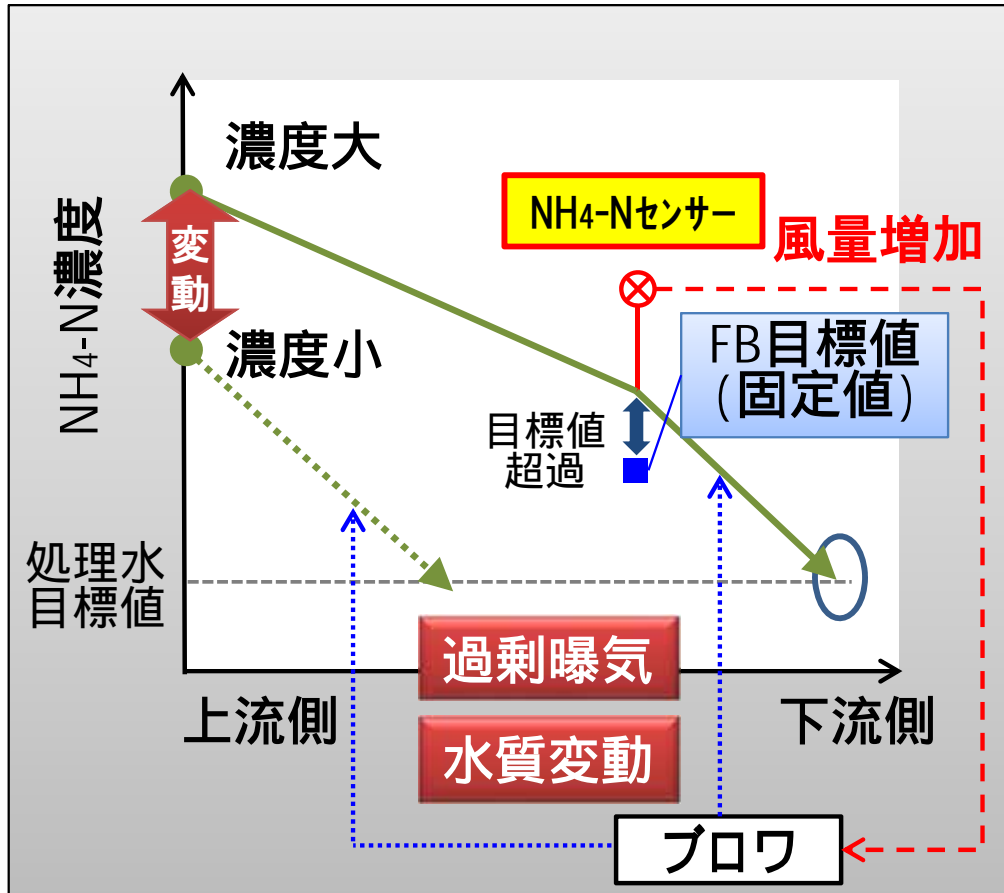 濃度大
NH4-Nセンサー
風量増加
NH4-N濃度
変動
濃度小
FB目標値
(固定値)
目標値
超過
処理水
目標値
過剰曝気
上流側
下流側
水質変動
ブロワ